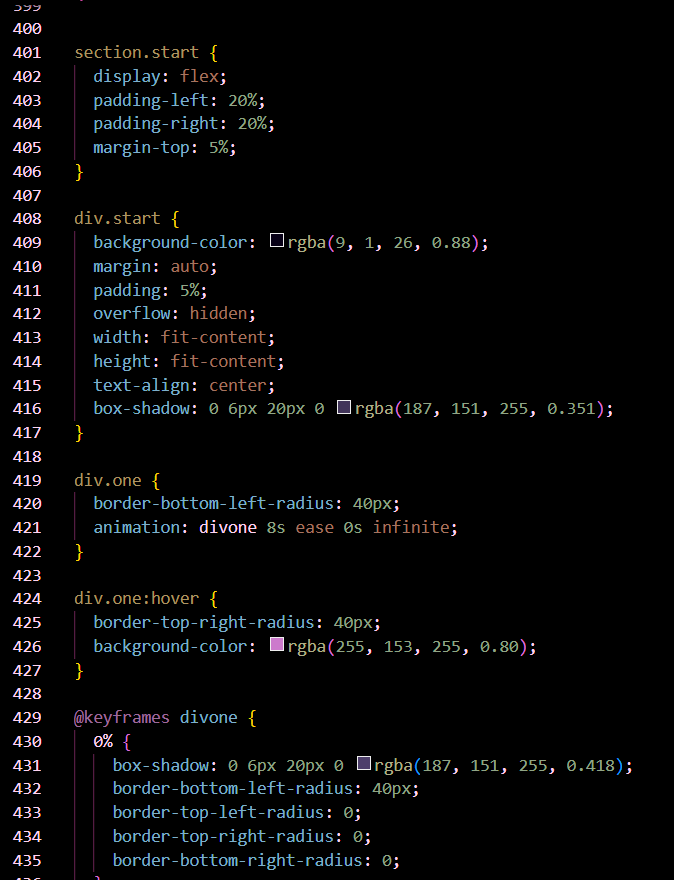 399
400
401 section.start {
402 display: flex;
403 padding-left: 20%;
404 padding-right: 20%;
405 margin-top: 5%;
406 }
407
408 div.start {
409 background-color: rgba(9, 1, 26, 0.88);
410 margin: auto;
411 padding: 5%;
412 overflow: hidden;
413 width: fit-content;
414 height: fit-content;
415 text-align: center;
416 box-shadow: 0 6px 20px 0 rgba(187, 151, 255, 0.351);
417 }
418
419 div.one {
420 border-bottom-left-radius: 40px;
421 animation: divone 8s ease 0s infinite;
422 }
423
424 div.one:hover {
425 border-top-right-radius: 40px;
426 background-color: rgba(255, 153, 255, 0.80);
427 }
428
429 @keyframes divone {
430 0% {
431 box-shadow: 0 6px 20px 0 rgba(187, 151, 255, 0.418);
432 border-bottom-left-radius: 40px;
433 border-top-left-radius: 0;
434 border-top-right-radius: 0;
435 border-bottom-right-radius: 0;